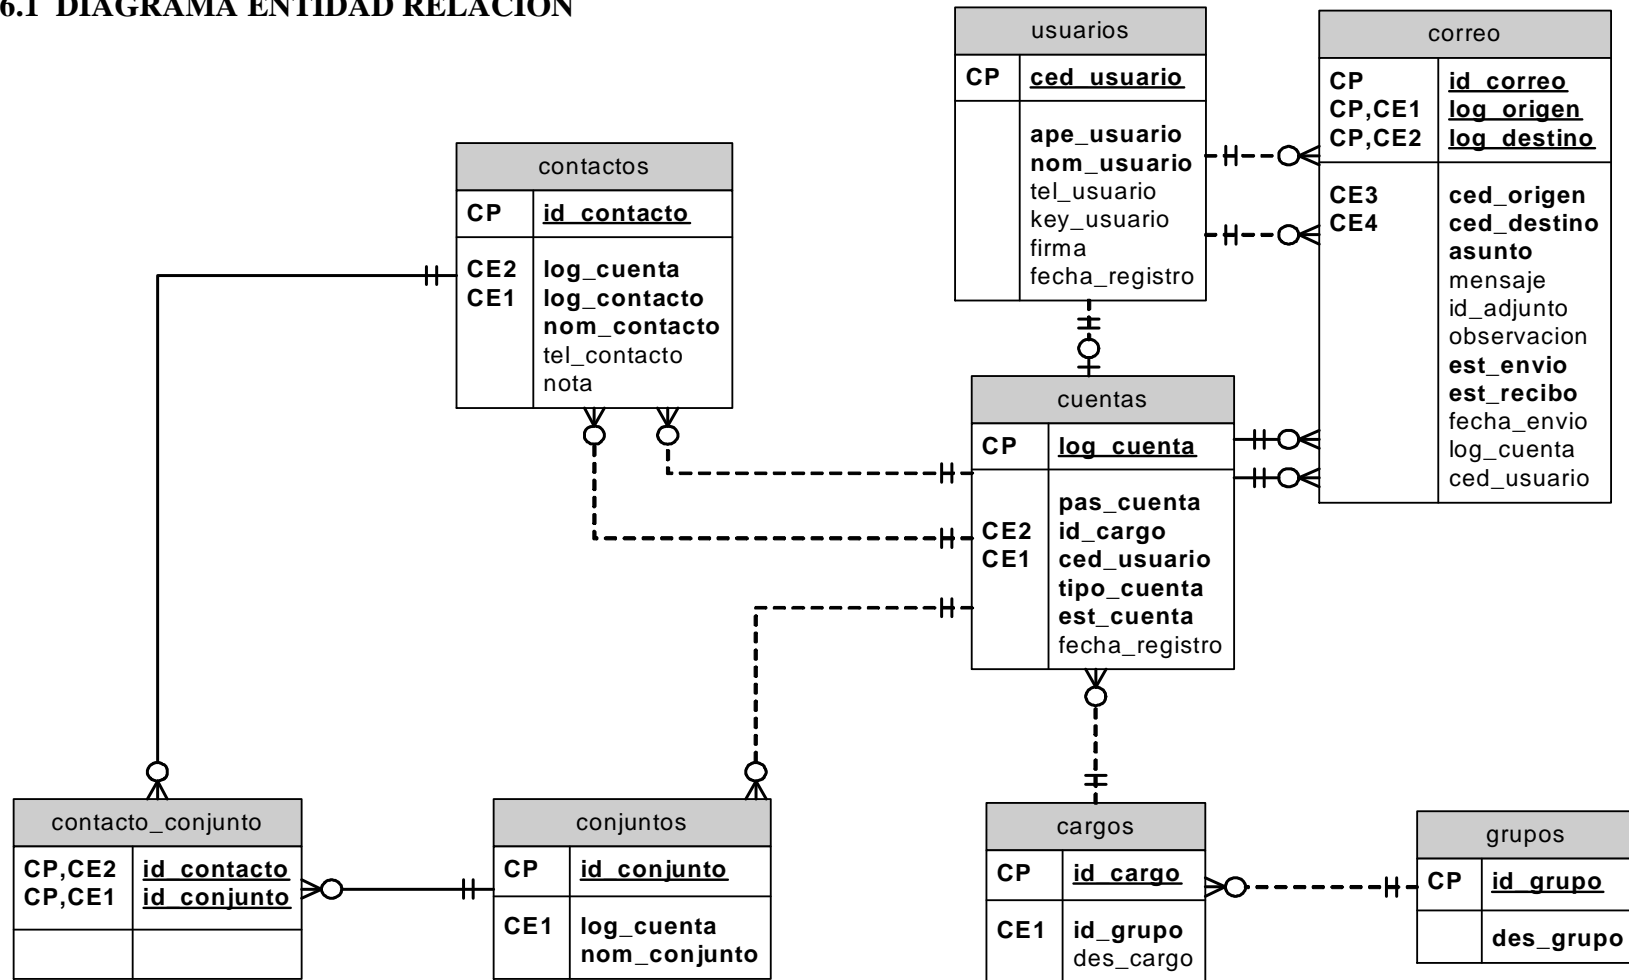 6.1 DIAGRAMA ENTIDAD RELACION
usuarios
CP ced_usuario
ape_usuario
nom_usuario
tel_usuario
key_usuario
firma
fecha_registro
correo
CP id_correo
CP,CE1 log_origen
CP,CE2 log_destino
CE3 ced_origen
CE4 ced_destino
asunto
mensaje
id_adjunto
observacion
est_envio
est_recibo
fecha_envio
log_cuenta
ced_usuario
contactos
CP id_contacto
CE2 log_cuenta
CE1 log_contacto
nom_contacto
tel_contacto
nota
cuentas
CP log_cuenta
pas_cuenta
CE2 id_cargo
CE1 ced_usuario
tipo_cuenta
est_cuenta
fecha_registro
contacto_conjunto
CP,CE2 id_contacto
CP,CE1 id_conjunto
conjuntos
CP id_conjunto
CE1 log_cuenta
nom_conjunto
cargos
CP id_cargo
CE1 id_grupo
des_cargo
grupos
CP id_grupo
des_grupo